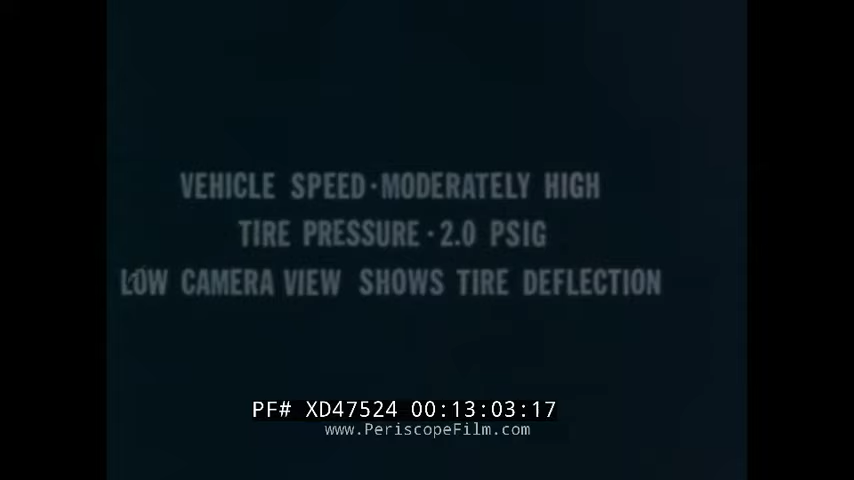 VEHICLE SPEED·MODERATELY HIGH
TIRE PRESSURE·2.0 PSIG
LOW CAMERA VIEW SHOWS TIRE DEFLECTION
PF# XD47524 00:13:03:17
www.PeriscopeFilm.com